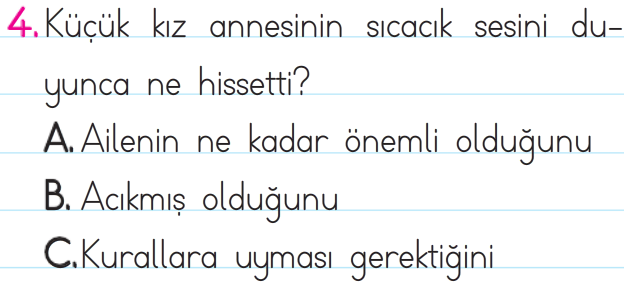 4. Küçük kız annesinin sıcacık sesini du-
yunca ne hissetti?
A. Ailenin ne kadar önemli olduğunu
B. Acıkmış olduğunu
C. Kurallara uyması gerektiğini